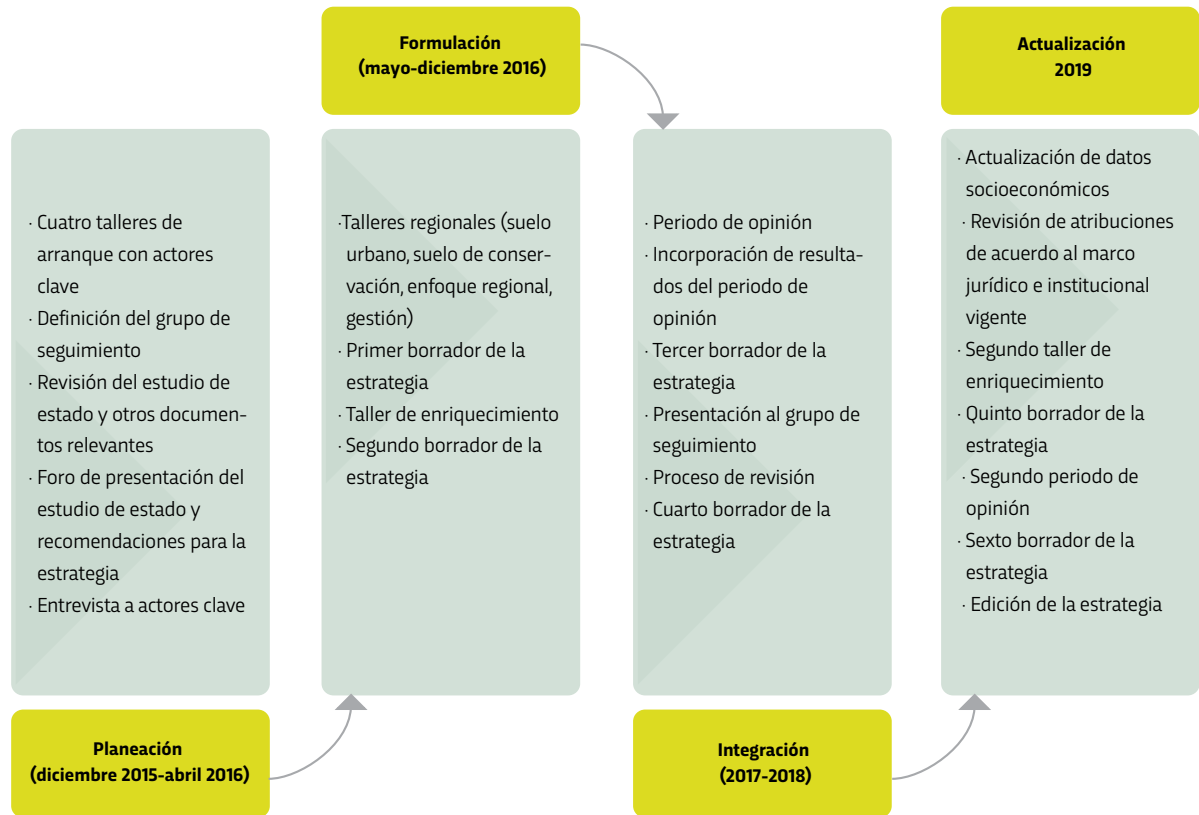 Planeación
(diciembre 2015-abril 2016)
· Cuatro talleres de
arranque con actores
clave
· Definición del grupo de
seguimiento
· Revisión del estudio de
estado y otros documen-
tos relevantes
· Foro de presentación del
estudio de estado y
recomendaciones para la
estrategia
· Entrevista a actores clave
Formulación
(mayo-diciembre 2016)
·Talleres regionales (suelo
urbano, suelo de conser-
vación, enfoque regional,
gestión)
· Primer borrador de la
estrategia
· Taller de enriquecimiento
· Segundo borrador de la
estrategia
Integración
(2017-2018)
· Periodo de opinión
· Incorporación de resulta-
dos del periodo de
opinión
· Tercer borrador de la
estrategia
· Presentación al grupo de
seguimiento
· Proceso de revisión
· Cuarto borrador de la
estrategia
Actualización
2019
· Actualización de datos
socioeconómicos
· Revisión de atribuciones
de acuerdo al marco
jurídico e institucional
vigente
· Segundo taller de
enriquecimiento
· Quinto borrador de la
estrategia
· Segundo periodo de
opinión
· Sexto borrador de la
estrategia
· Edición de la estrategia